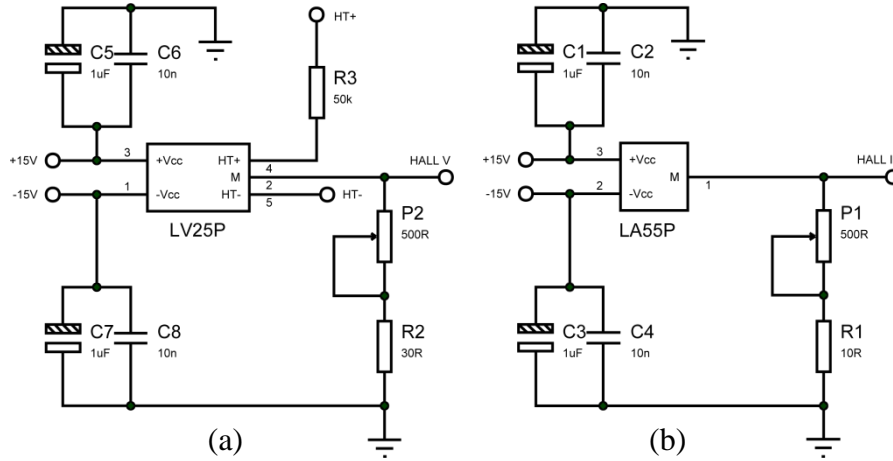 HT+
C5
1uF
C6
10n
R3
50k
+15V
3
+Vcc
HT+
4
HALL V
M
2
-15V
1
-Vcc
HT-
5
HT-
LV25P
P2
500R
C7
1uF
C8
10n
R2
30R
(a)
C1
1uF
C2
10n
+15V
3
+Vcc
HALL I
M
1
-15V
2
-Vcc
LA55P
P1
500R
C3
1uF
C4
10n
R1
10R
(b)